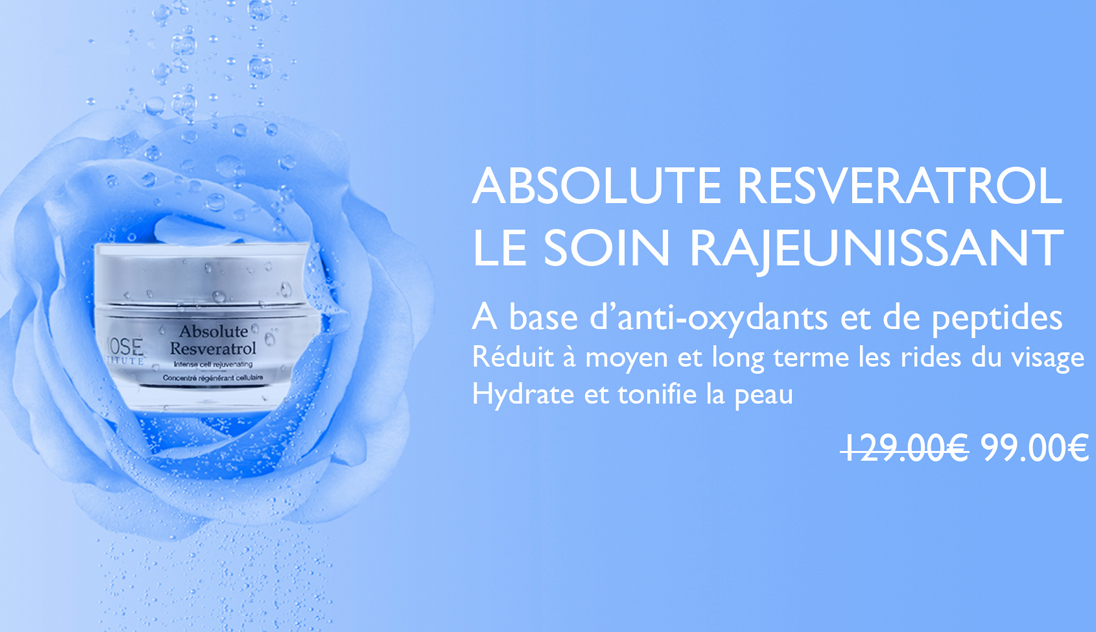 ABSOLUTE RESVERATROL
LE SOIN RAJEUNISSANT
A base d'anti-oxydants et de peptides
Réduit à moyen et long terme les rides du visage
Hydrate et tonifie la peau
129.00€ 99.00€
Absolute
Resveratrol
Intense cell rejuvenating
Concentré régénérant cellulaire